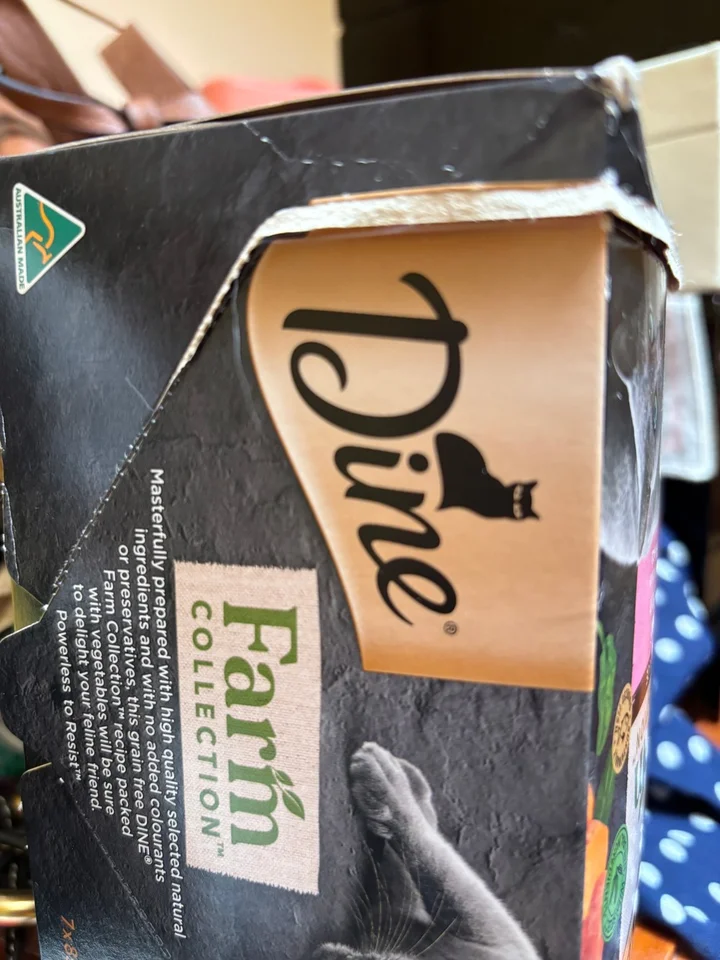 AUSTRALIAN MADE
Dine®
Farm
COLLECTION™
Masterfully prepared with high quality selected natural
ingredients and with no added colourants
or preservatives, this grain free DINE®
Farm Collection™ recipe packed
with vegetables will be sure
to delight your feline friend.
Powerless to Resist™